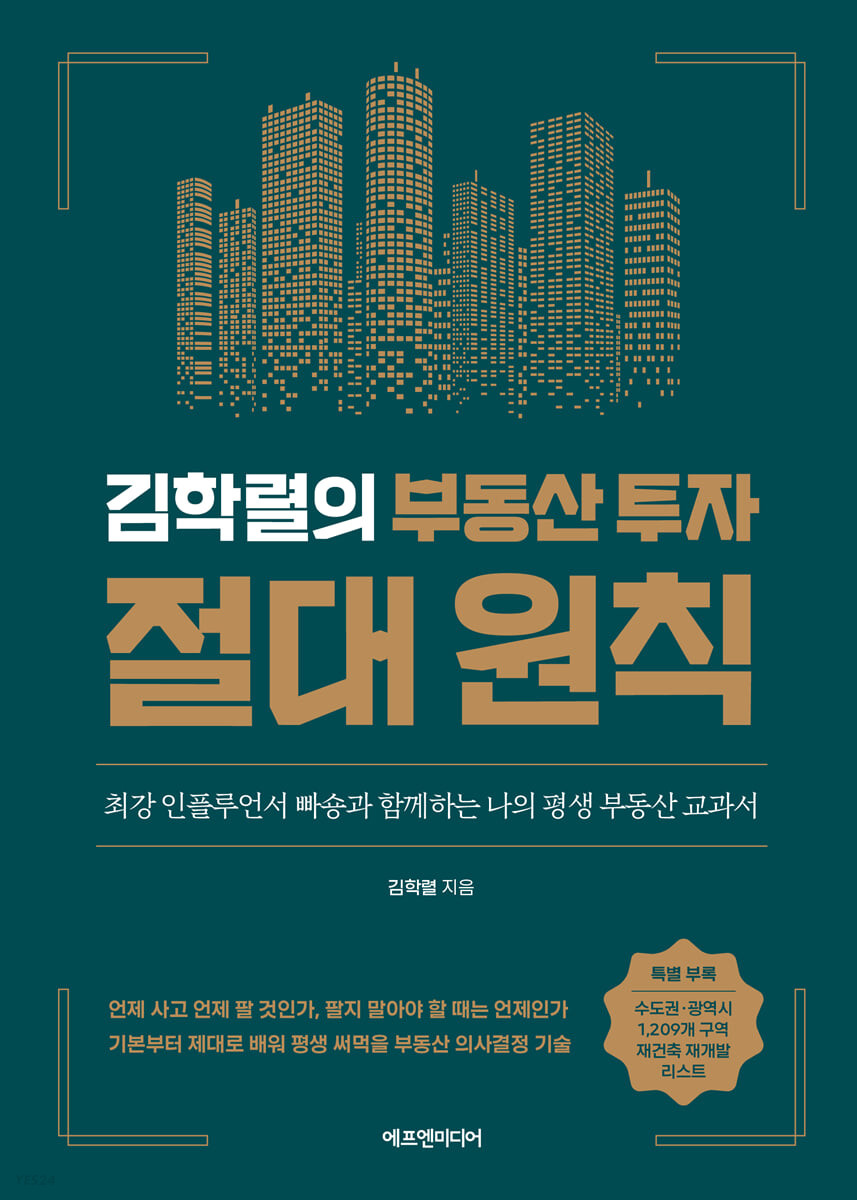 김학렬의 부동산 투자
절대 원칙
최강 인플루언서 빠숑과 함께하는 나의 평생 부동산 교과서
김학렬 지음
언제 사고 언제 팔 것인가, 팔지 말아야 할 때는 언제인가
기본부터 제대로 배워 평생 써먹을 부동산 의사결정 기술
특별 부록
수도권·광역시
1,209개 구역
재건축 재개발
리스트
에프엔미디어
YES24